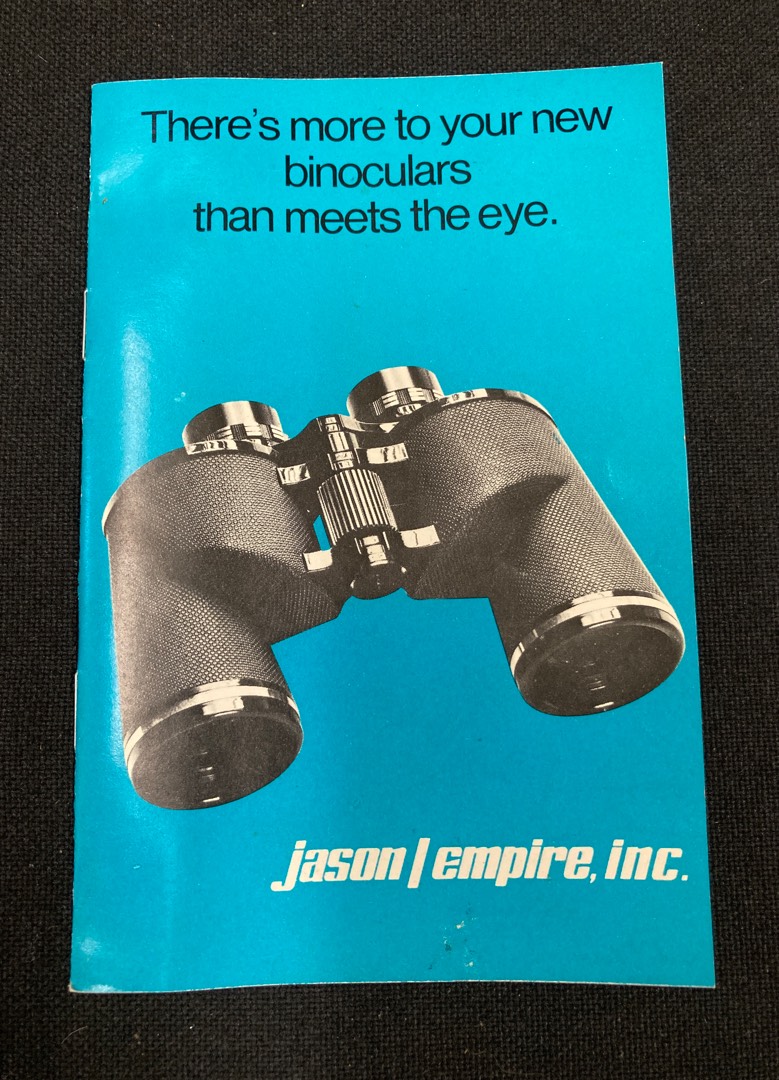 There's more to your new
binoculars
than meets the eye.
jason/empire, inc.